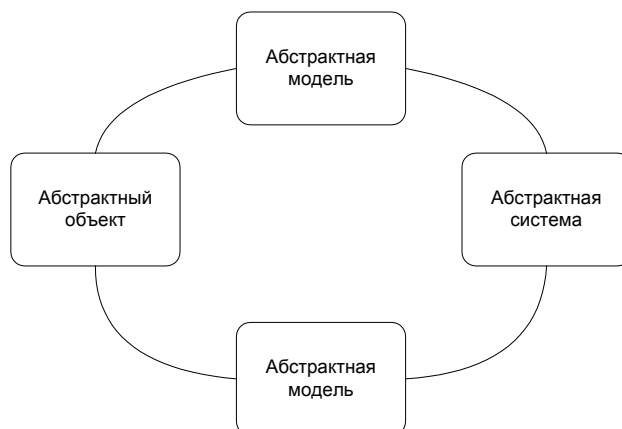 Абстрактная
модель
Абстрактный
объект
Абстрактная
система
Абстрактная
модель